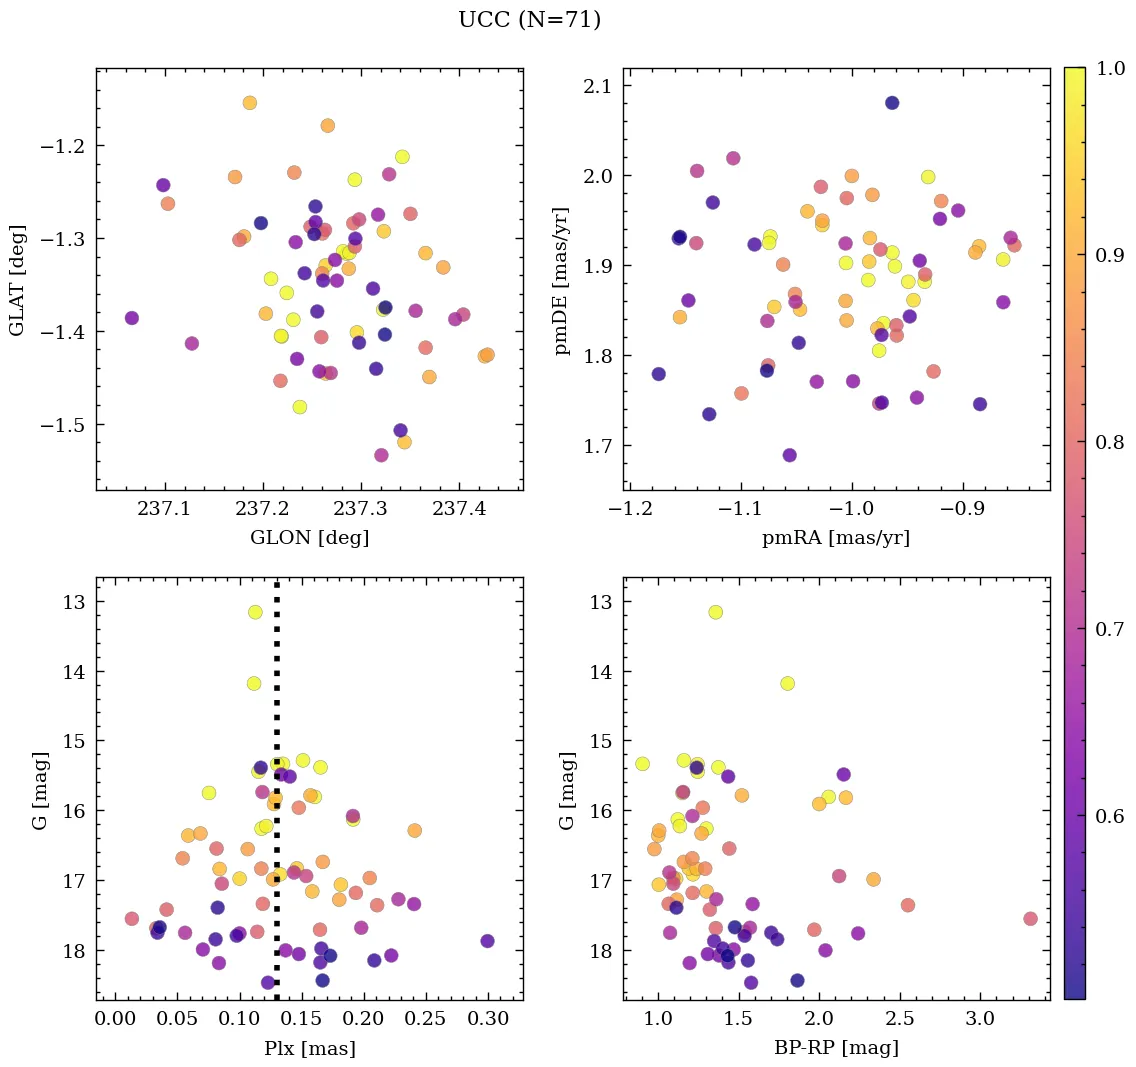 UCC (N=71)
−1.2
−1.3
−1.4
−1.5
GLAT [deg]
237.1 237.2 237.3 237.4
GLON [deg]
2.1
2.0
1.9
1.8
1.7
pmDE [mas/yr]
−1.2 −1.1 −1.0 −0.9
pmRA [mas/yr]
1.0
0.9
0.8
0.7
0.6
13
14
15
16
17
18
G [mag]
0.00 0.05 0.10 0.15 0.20 0.25 0.30
Plx [mas]
13
14
15
16
17
18
G [mag]
1.0 1.5 2.0 2.5 3.0
BP-RP [mag]